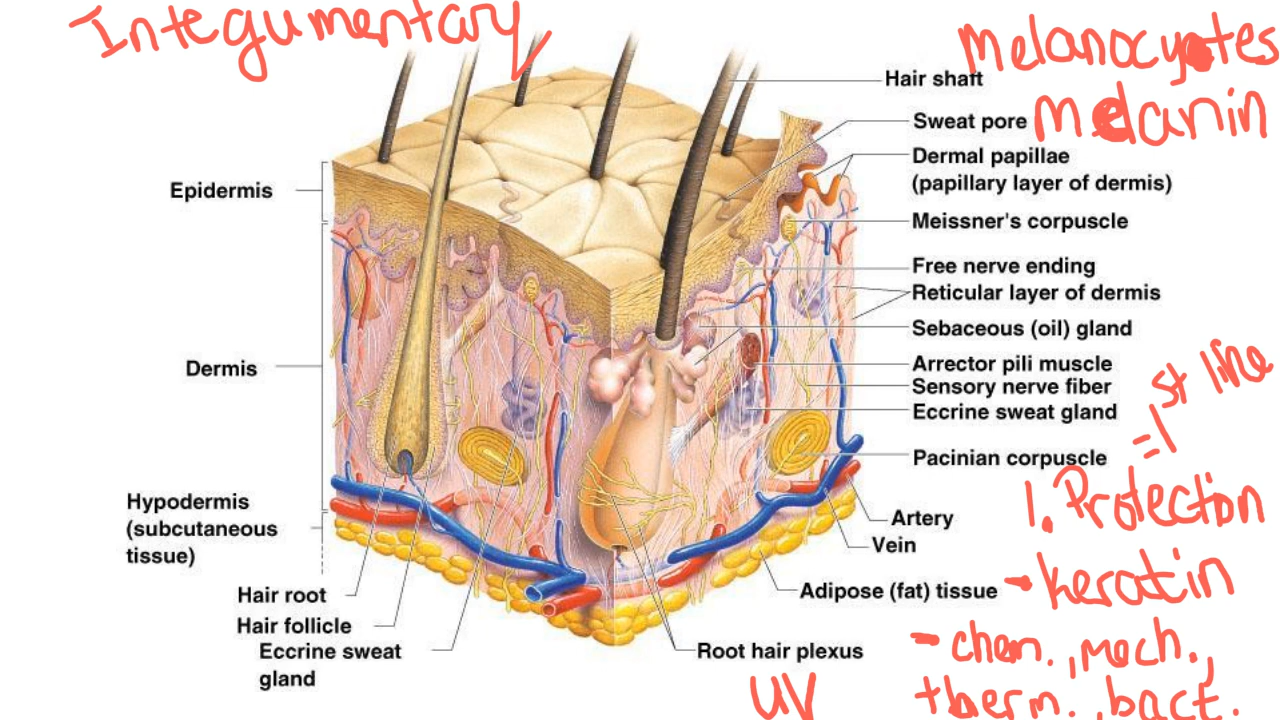 Integumentary
Melanocytes
Melanin
Hair shaft
Sweat pore
Dermal papillae
(papillary layer of dermis)
Meissner's corpuscle
Free nerve ending
Reticular layer of dermis
Sebaceous (oil) gland
Arrector pili muscle
Sensory nerve fiber
Eccrine sweat gland
Pacinian corpuscle
Artery
Vein
Adipose (fat) tissue
Root hair plexus
Epidermis
Dermis
Hypodermis
(subcutaneous
tissue)
Hair root
Hair follicle
Eccrine sweat
gland
=1st line
1. Protection
- keratin
- chem., mech.,
therm., bact.
UV